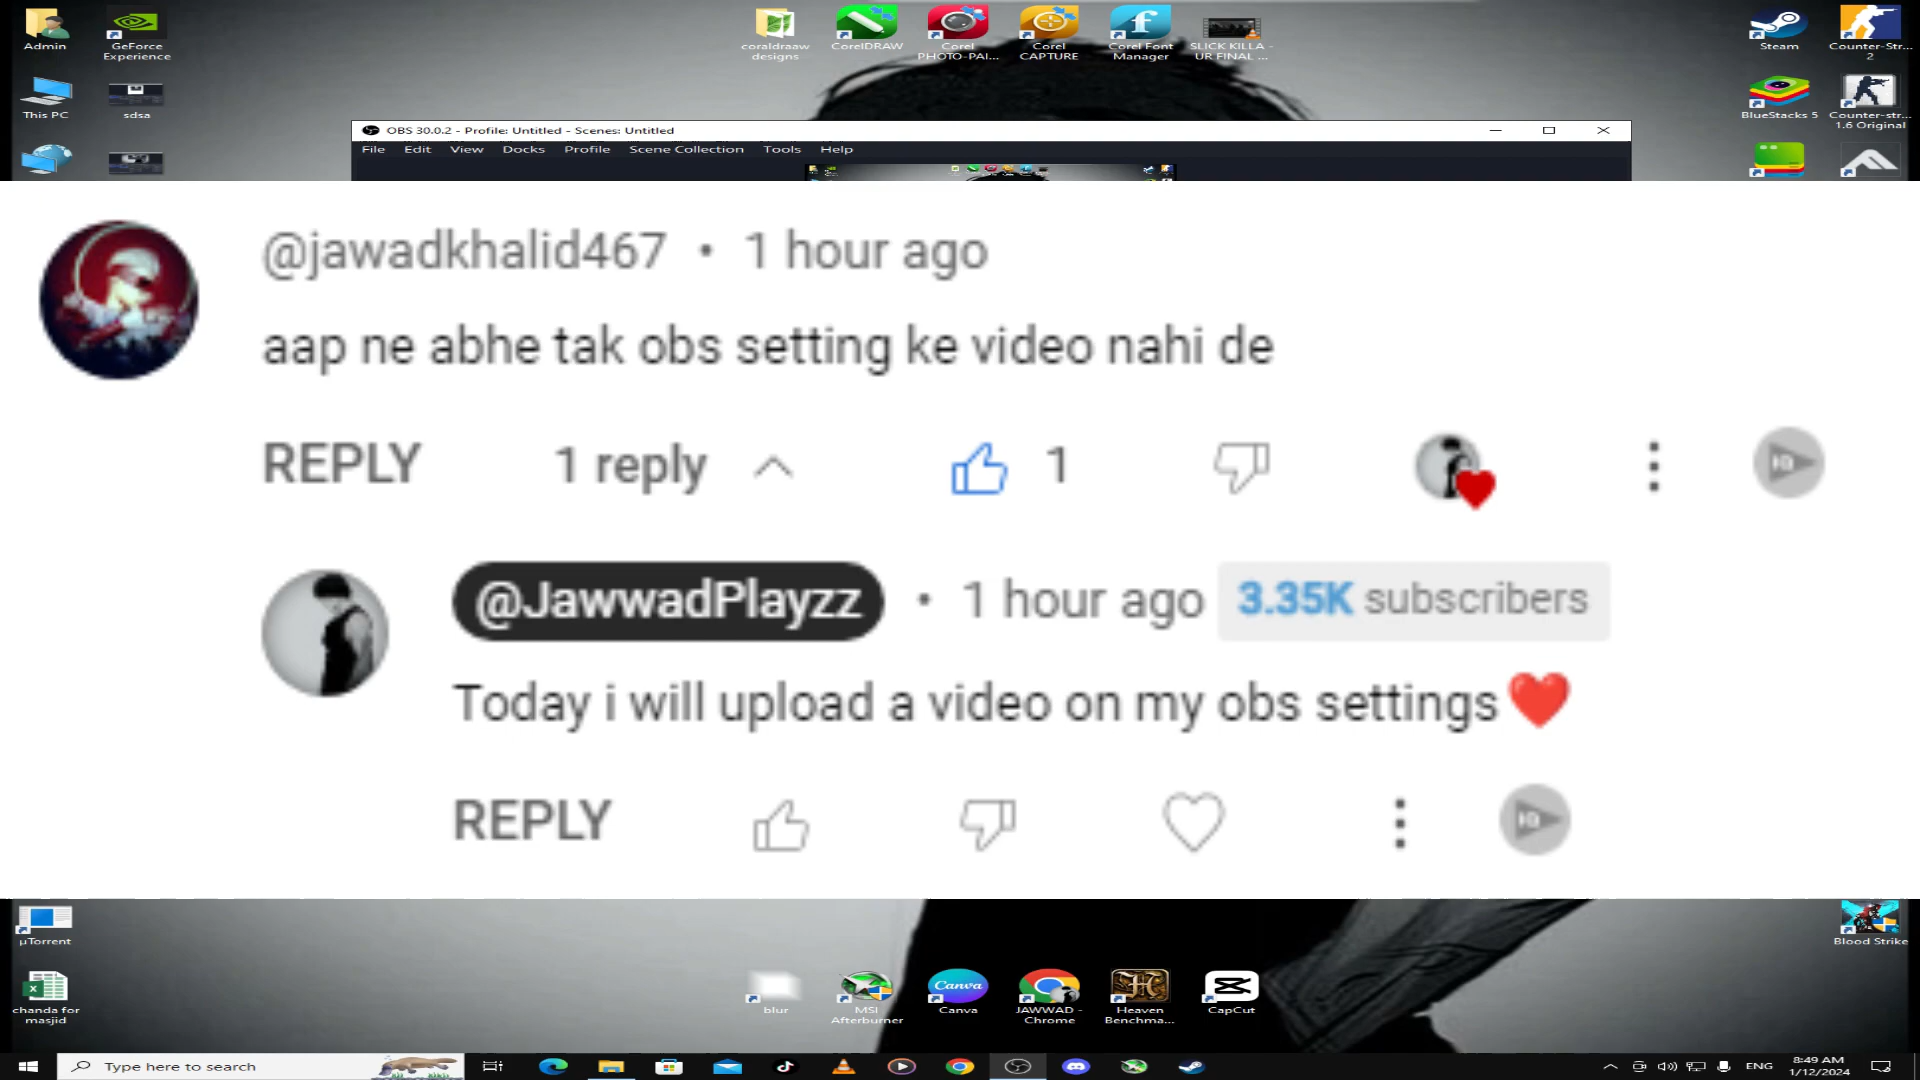 Admin
GeForce Experience
coraldraaw designs
CorelDRAW
Corel PHOTO-PAI...
Corel CAPTURE
Corel Font Manager
SLICK KILLA - UR FINAL ...
Steam
Counter-Str... 2
This PC
sdsa
BlueStacks 5
Counter-str... 1.6 Original
OBS 30.0.2 - Profile: Untitled - Scenes: Untitled
File Edit View Docks Profile Scene Collection Tools Help
@jawadkhalid467 • 1 hour ago
aap ne abhe tak obs setting ke video nahi de
REPLY 1 reply 1
@JawwadPlayzz • 1 hour ago 3.35K subscribers
Today i will upload a video on my obs settings❤️
REPLY
µTorrent
Blood Strike
chanda for masjid
blur
MSI Afterburner
Canva
JAWWAD - Chrome
Heaven Benchma...
CapCut
Type here to search
ENG
8:49 AM
1/12/2024